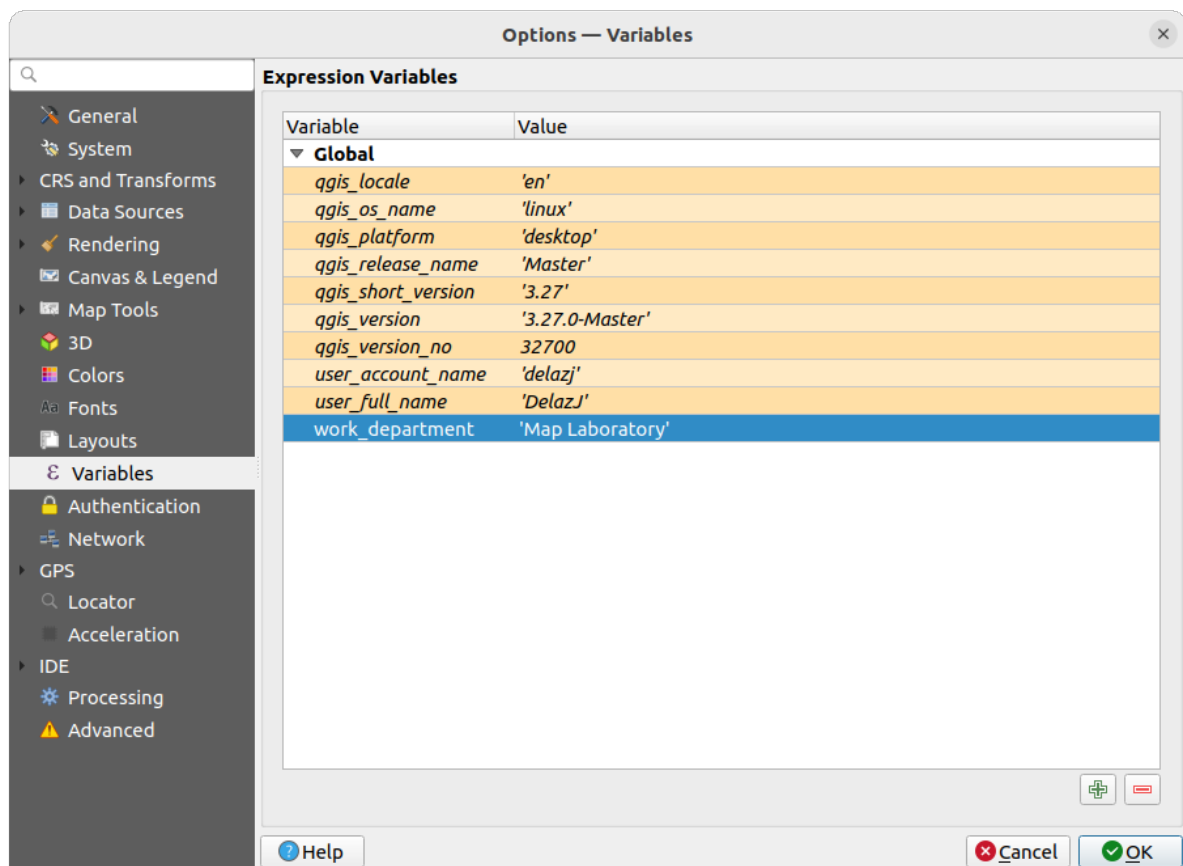 Options — Variables
Expression Variables
General
System
CRS and Transforms
Data Sources
Rendering
Canvas & Legend
Map Tools
3D
Colors
Aa Fonts
Layouts
ε Variables
Authentication
Network
GPS
Locator
Acceleration
IDE
Processing
Advanced
Variable Value
Global
qgis_locale 'en'
qgis_os_name 'linux'
qgis_platform 'desktop'
qgis_release_name 'Master'
qgis_short_version '3.27'
qgis_version '3.27.0-Master'
qgis_version_no 32700
user_account_name 'delazj'
user_full_name 'DelazJ'
work_department 'Map Laboratory'
Help Cancel OK